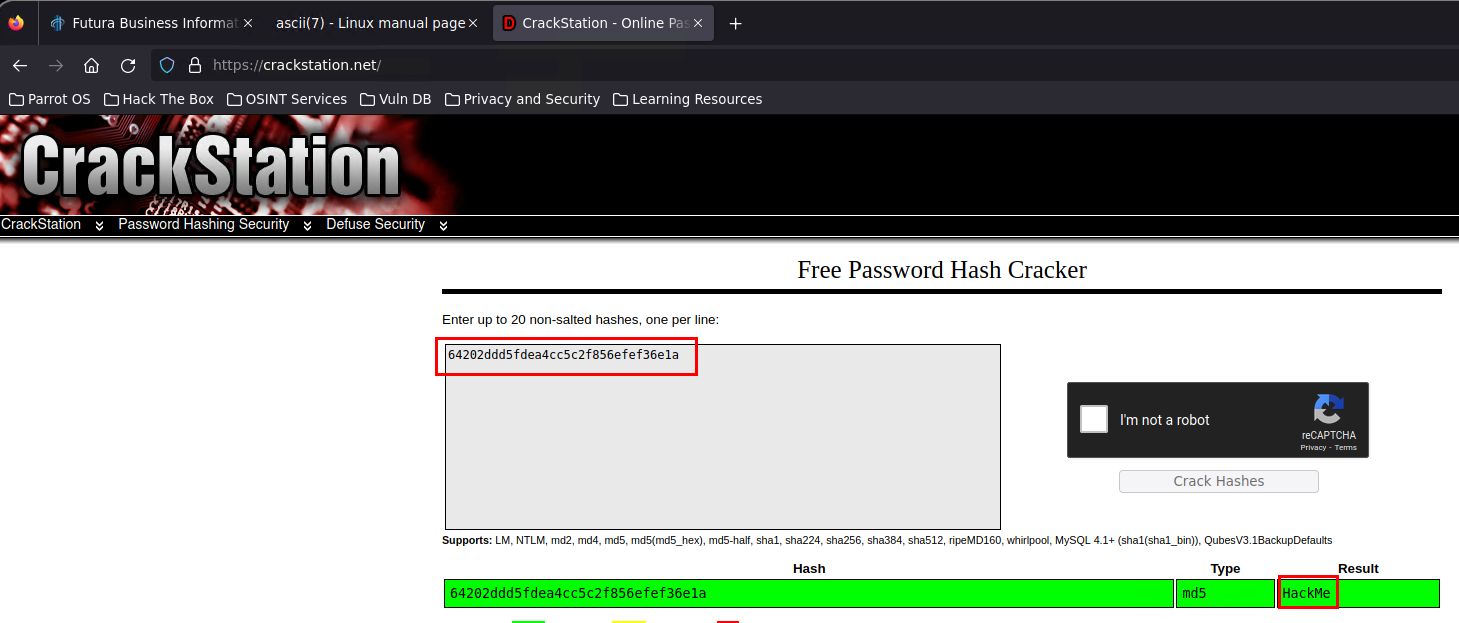 Futura Business Informat
ascii(7) - Linux manual page
CrackStation - Online Pas
https://crackstation.net/
Parrot OS Hack The Box OSINT Services Vuln DB Privacy and Security Learning Resources
CrackStation
CrackStation Password Hashing Security Defuse Security
Free Password Hash Cracker
Enter up to 20 non-salted hashes, one per line:
64202ddd5fdea4cc5c2f856efef36e1a
I'm not a robot
reCAPTCHA
Privacy - Terms
Crack Hashes
Supports: LM, NTLM, md2, md4, md5, md5(md5_hex), md5-half, sha1, sha224, sha256, sha384, sha512, ripeMD160, whirlpool, MySQL 4.1+ (sha1(sha1_bin)), QubesV3.1BackupDefaults
Hash Type Result
64202ddd5fdea4cc5c2f856efef36e1a md5 HackMe